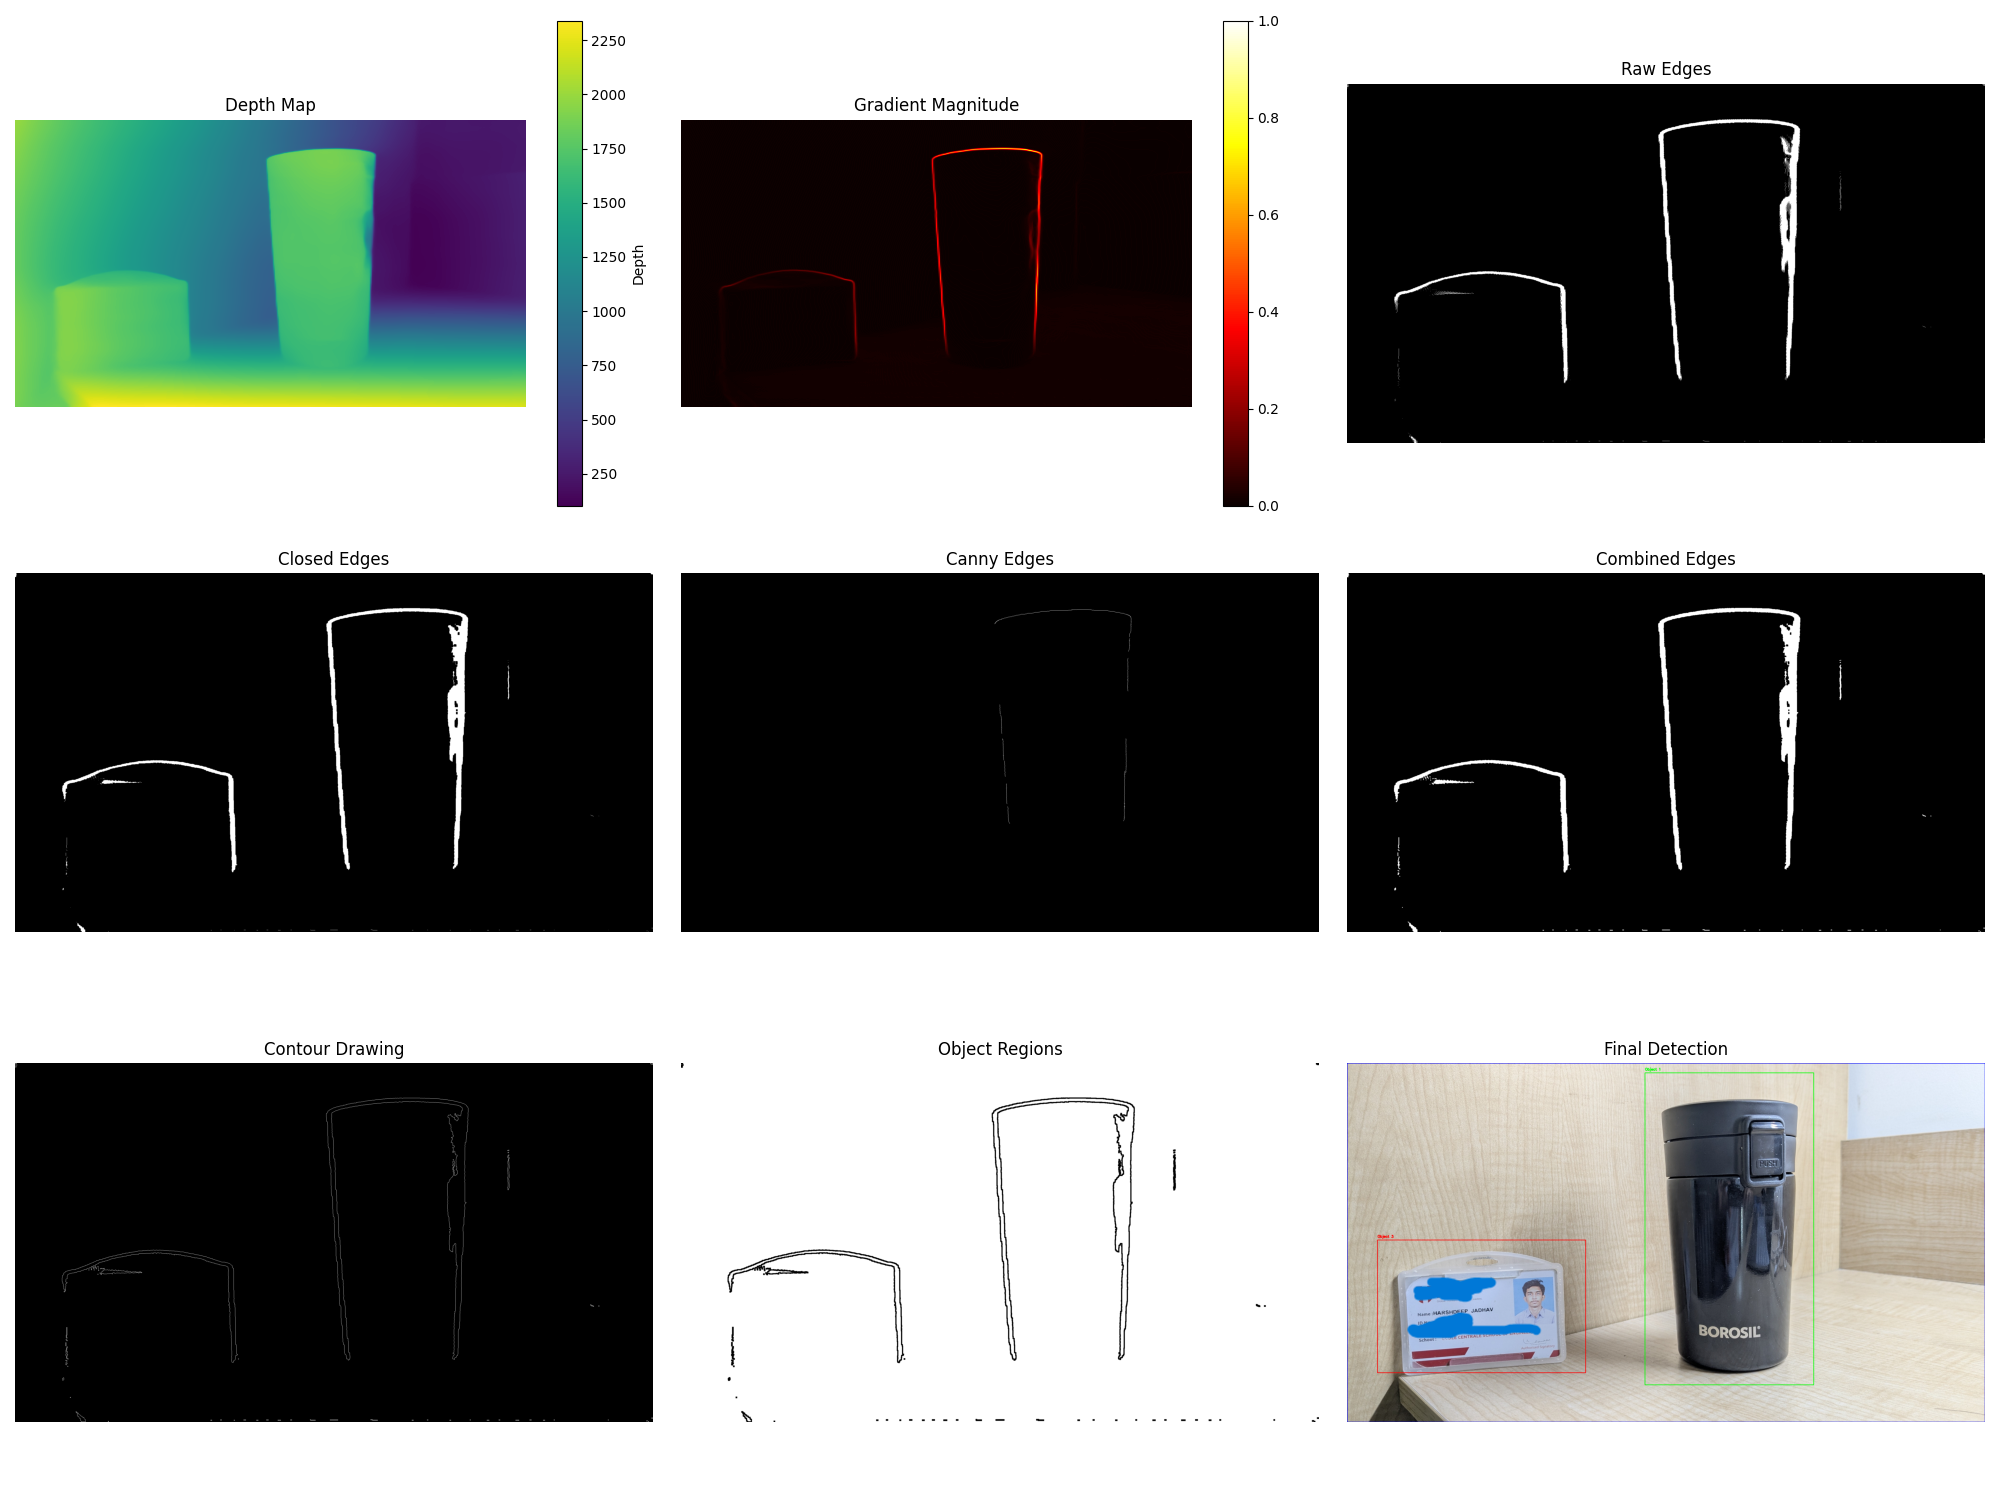 Depth Map
2250
2000
1750
1500
1250
1000
750
500
250
Depth
Gradient Magnitude
1.0
0.8
0.6
0.4
0.2
0.0
Raw Edges
Closed Edges
Canny Edges
Combined Edges
Contour Drawing
Object Regions
Final Detection
Object 1
Object 2
Name HARSHDEEP JADHAV
School
CENTRALE
BOROSIL